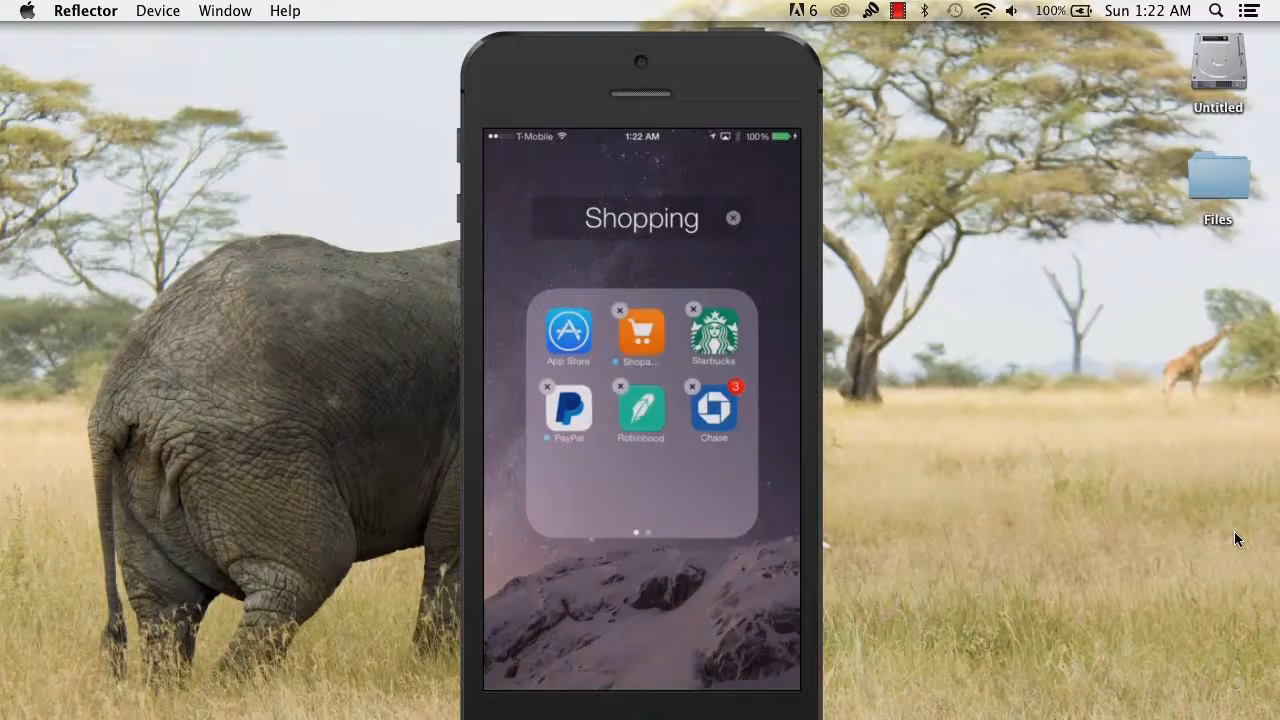 Reflector Device Window Help 6 100% Sun 1:22 AM
Untitled
Files
T-Mobile 1:22 AM 100%
Shopping
App Store Shopa... Starbucks
3
PayPal Robinhood Chase